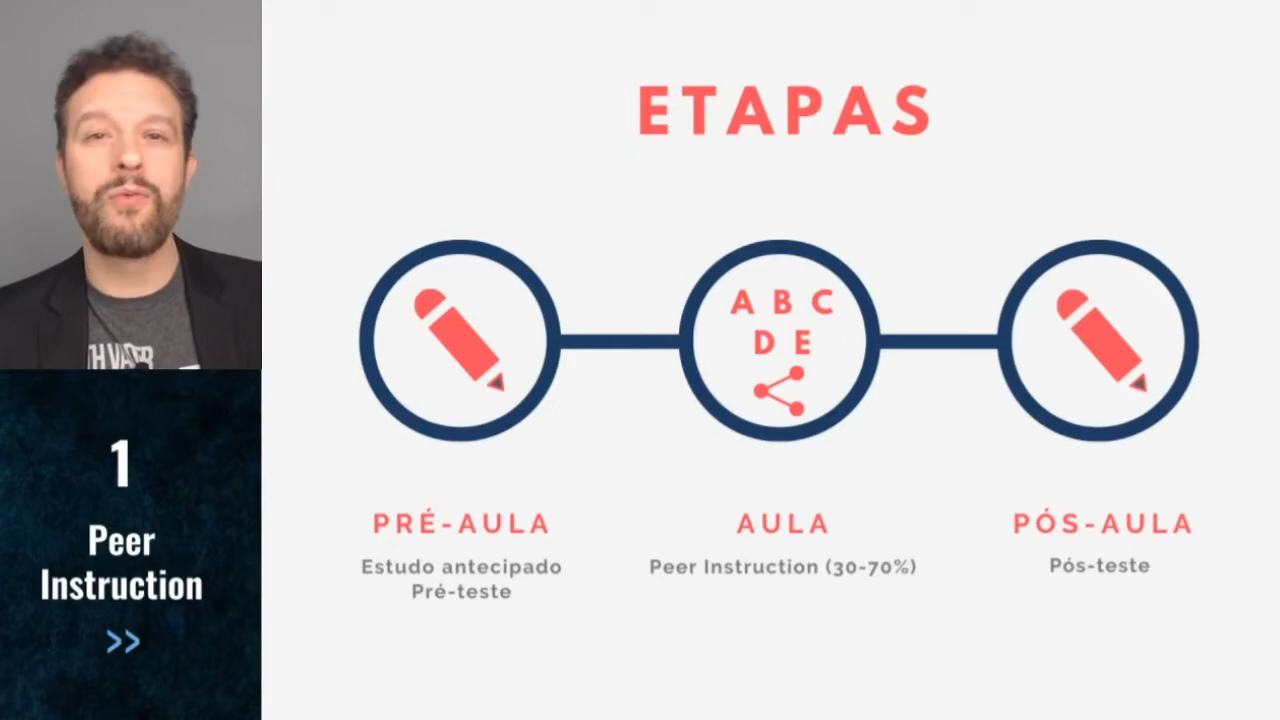 ETAPAS
A B C
D E
PRÉ-AULA
Estudo antecipado
Pré-teste
AULA
Peer Instruction (30-70%)
PÓS-AULA
Pós-teste
1
Peer
Instruction
>>